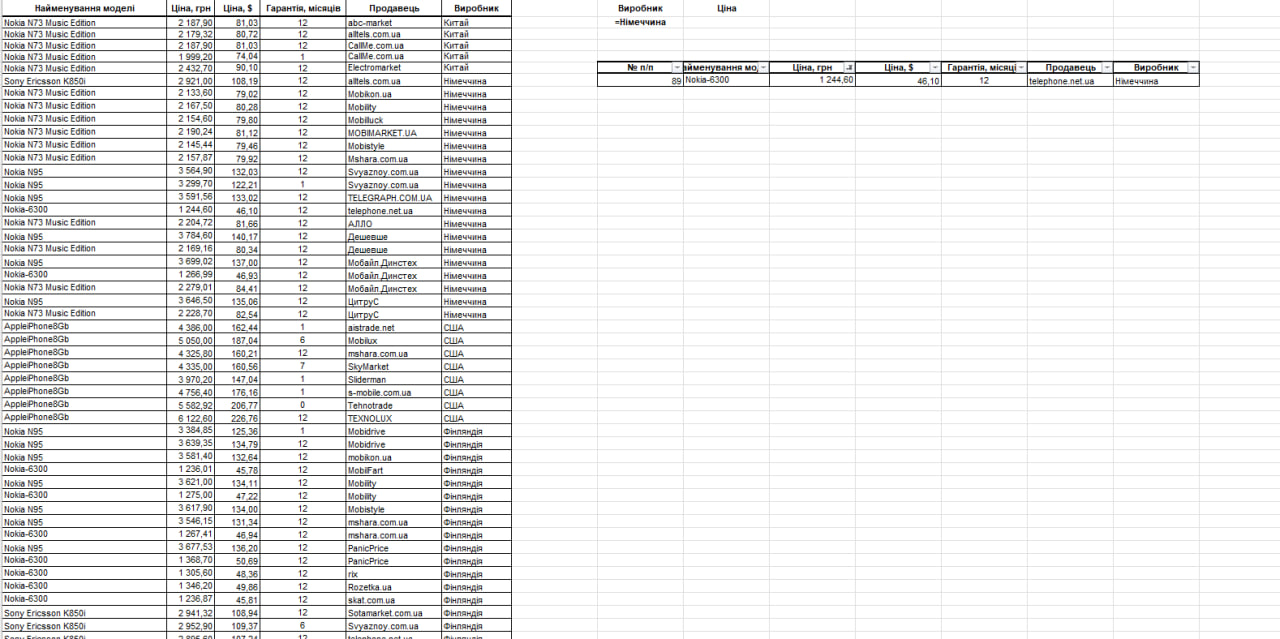 Найменування моделі Ціна, грн Ціна, $ Гарантія, місяців Продавець Виробник Виробник Ціна
Nokia N73 Music Edition 2 187,90 81,03 12 abc-market Китай =Німеччина
Nokia N73 Music Edition 2 179,32 80,72 12 alltels.com.ua Китай
Nokia N73 Music Edition 2 187,90 81,03 12 CallMe.com.ua Китай
Nokia N73 Music Edition 1 999,20 74,04 1 CallMe.com.ua Китай
Nokia N73 Music Edition 2 432,70 90,10 12 Electromarket Китай № п/п айменування мо Ціна, грн Ціна, $ Гарантія, місяці Продавець Виробник
Sony Ericsson K850i 2 921,00 108,19 12 alltels.com.ua Німеччина 89 Nokia-6300 1 244,60 46,10 12 telephone.net.ua Німеччина
Nokia N73 Music Edition 2 133,60 79,02 12 Mobikon.ua Німеччина
Nokia N73 Music Edition 2 167,50 80,28 12 Mobility Німеччина
Nokia N73 Music Edition 2 154,60 79,80 12 Mobilluck Німеччина
Nokia N73 Music Edition 2 190,24 81,12 12 MOBIMARKET.UA Німеччина
Nokia N73 Music Edition 2 145,44 79,46 12 Mobistyle Німеччина
Nokia N73 Music Edition 2 157,87 79,92 12 Mshara.com.ua Німеччина
Nokia N95 3 564,90 132,03 12 Svyaznoy.com.ua Німеччина
Nokia N95 3 299,70 122,21 1 Svyaznoy.com.ua Німеччина
Nokia N95 3 591,56 133,02 12 TELEGRAPH.COM.UA Німеччина
Nokia-6300 1 244,60 46,10 12 telephone.net.ua Німеччина
Nokia N73 Music Edition 2 204,72 81,66 12 АЛЛО Німеччина
Nokia N95 3 784,60 140,17 12 Дешевше Німеччина
Nokia N73 Music Edition 2 169,16 80,34 12 Дешевше Німеччина
Nokia N95 3 699,02 137,00 12 Мобайл Динстех Німеччина
Nokia-6300 1 266,99 46,93 12 Мобайл Динстех Німеччина
Nokia N73 Music Edition 2 279,01 84,41 12 Мобайл Динстех Німеччина
Nokia N95 3 646,50 135,06 12 ЦитруС Німеччина
Nokia N73 Music Edition 2 228,70 82,54 12 ЦитруС Німеччина
AppleiPhone8Gb 4 386,00 162,44 1 aistrade.net США
AppleiPhone8Gb 5 050,00 187,04 6 Mobilux США
AppleiPhone8Gb 4 325,80 160,21 12 mshara.com.ua США
AppleiPhone8Gb 4 335,00 160,56 7 SkyMarket США
AppleiPhone8Gb 3 970,20 147,04 1 Sliderman США
AppleiPhone8Gb 4 756,40 176,16 1 s-mobile.com.ua США
AppleiPhone8Gb 5 582,92 206,77 0 Tehnotrade США
AppleiPhone8Gb 6 122,60 226,76 12 TEXNOLUX США
Nokia N95 3 384,85 125,36 1 Mobidrive Фінляндія
Nokia N95 3 639,35 134,79 12 Mobidrive Фінляндія
Nokia N95 3 581,40 132,64 12 mobikon.ua Фінляндія
Nokia-6300 1 236,01 45,78 12 MobilFart Фінляндія
Nokia N95 3 621,00 134,11 12 Mobility Фінляндія
Nokia-6300 1 275,00 47,22 12 Mobility Фінляндія
Nokia N95 3 617,90 134,00 12 Mobistyle Фінляндія
Nokia N95 3 546,15 131,34 12 mshara.com.ua Фінляндія
Nokia-6300 1 267,41 46,94 12 mshara.com.ua Фінляндія
Nokia N95 3 677,53 136,20 12 PanicPrice Фінляндія
Nokia-6300 1 368,70 50,69 12 PanicPrice Фінляндія
Nokia-6300 1 305,60 48,36 12 rix Фінляндія
Nokia-6300 1 346,20 49,86 12 Rozetka.ua Фінляндія
Nokia-6300 1 236,87 45,81 12 skat.com.ua Фінляндія
Sony Ericsson K850i 2 941,32 108,94 12 Sotamarket.com.ua Фінляндія
Sony Ericsson K850i 2 952,90 109,37 6 Svyaznoy.com.ua Фінляндія